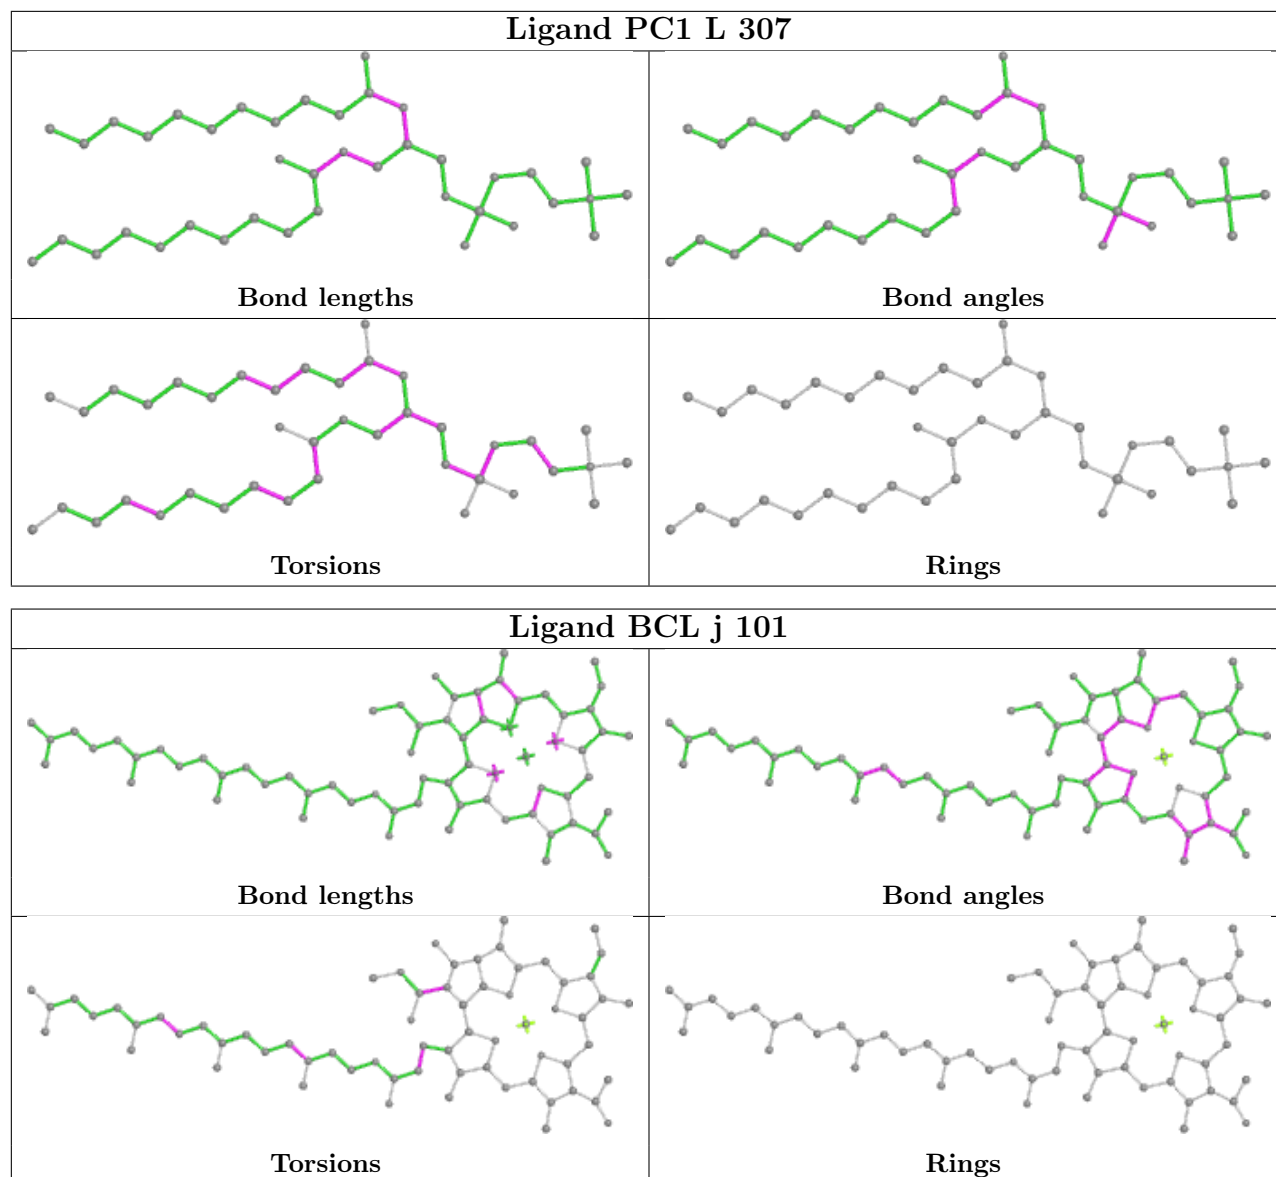 Ligand PC1 L 307
Bond lengths
Bond angles
Torsions
Rings
Ligand BCL j 101
Bond lengths
Bond angles
Torsions
Rings